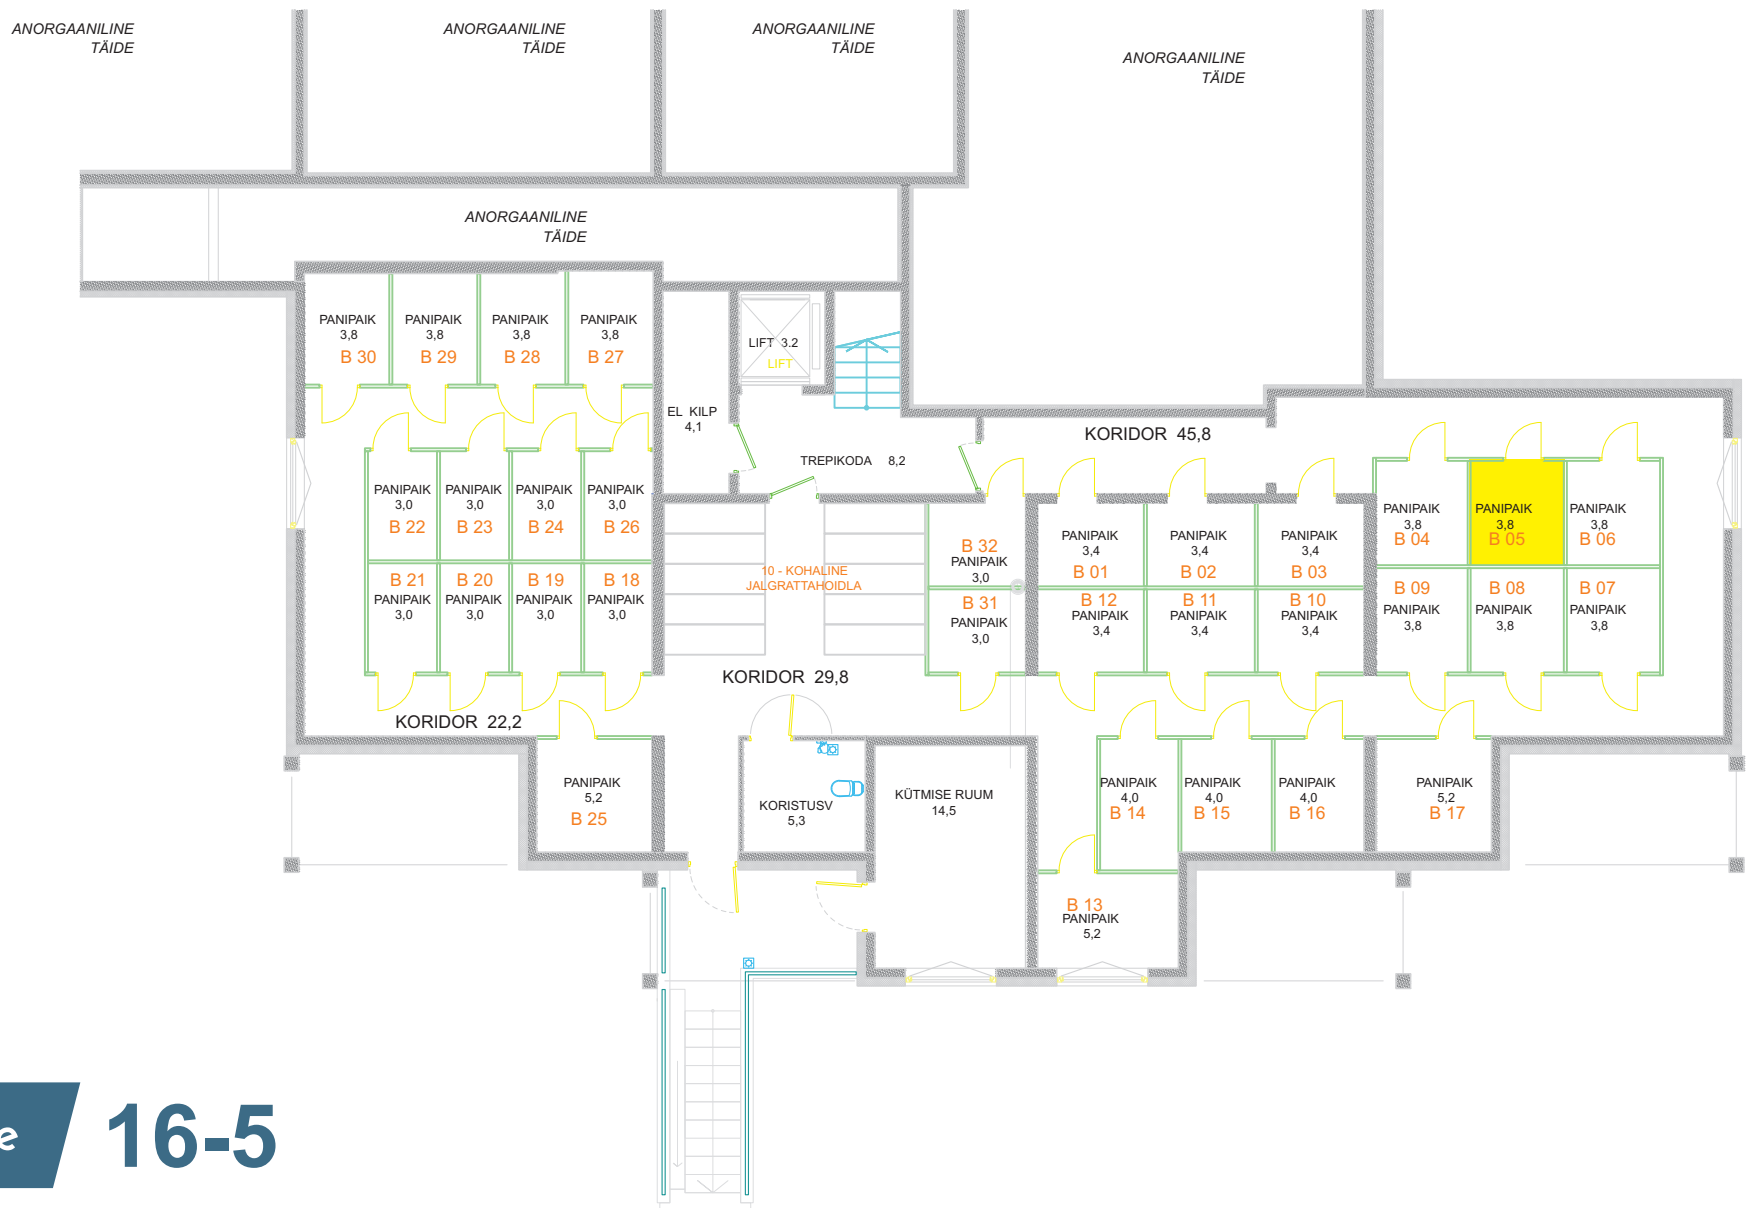 ANORGAANILINE
TÄIDE
ANORGAANILINE
TÄIDE
ANORGAANILINE
TÄIDE
ANORGAANILINE
TÄIDE
ANORGAANILINE
TÄIDE
PANIPAIK
3,8
B 30
PANIPAIK
3,8
B 29
PANIPAIK
3,8
B 28
PANIPAIK
3,8
B 27
LIFT 3.2
LIFT
EL KILP
4,1
TREPIKODA 8,2
KORIDOR 45,8
PANIPAIK
3,0
B 22
PANIPAIK
3,0
B 23
PANIPAIK
3,0
B 24
PANIPAIK
3,0
B 26
B 21
PANIPAIK
3,0
B 20
PANIPAIK
3,0
B 19
PANIPAIK
3,0
B 18
PANIPAIK
3,0
10 - KOHALINE
JALGRATTAHOIDLA
B 32
PANIPAIK
3,0
B 31
PANIPAIK
3,0
PANIPAIK
3,4
B 01
PANIPAIK
3,4
B 02
PANIPAIK
3,4
B 03
B 12
PANIPAIK
3,4
B 11
PANIPAIK
3,4
B 10
PANIPAIK
3,4
PANIPAIK
3,8
B 04
PANIPAIK
3,8
B 05
PANIPAIK
3,8
B 06
B 09
PANIPAIK
3,8
B 08
PANIPAIK
3,8
B 07
PANIPAIK
3,8
KORIDOR 29,8
KORIDOR 22,2
PANIPAIK
5,2
B 25
KORISTUSV
5,3
KÜTMISE RUUM
14,5
PANIPAIK
4,0
B 14
PANIPAIK
4,0
B 15
PANIPAIK
4,0
B 16
PANIPAIK
5,2
B 17
B 13
PANIPAIK
5,2
e
16-5